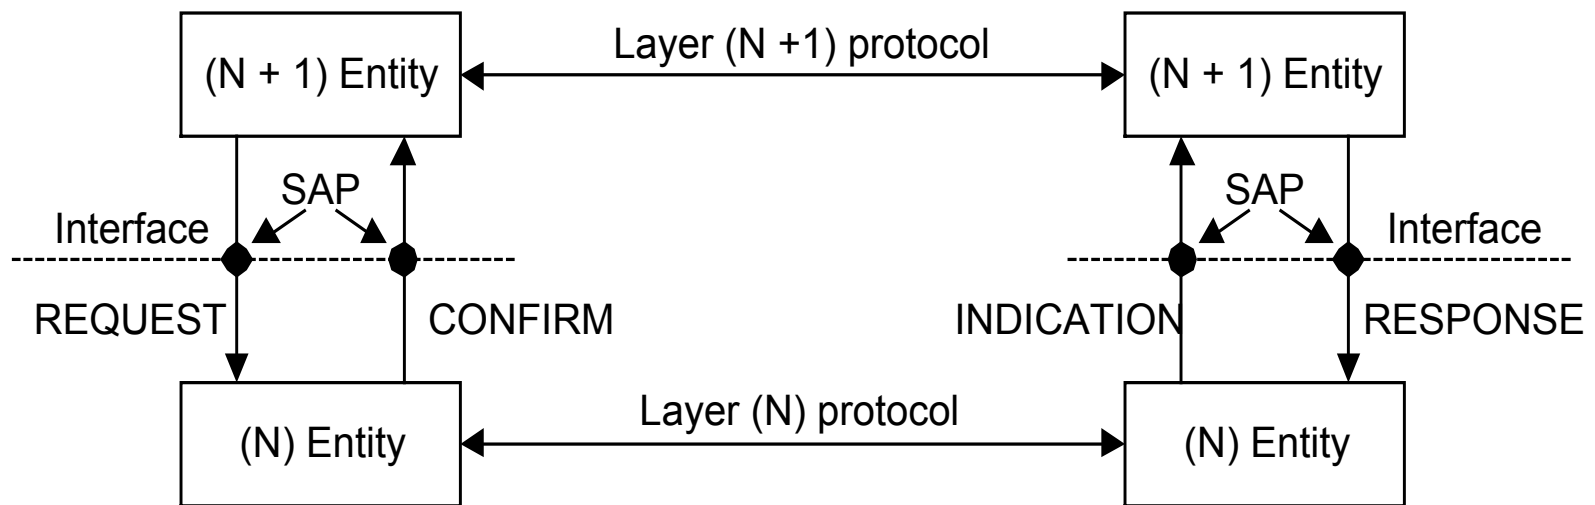 Layer (N +1) protocol
(N + 1) Entity
(N + 1) Entity
SAP
SAP
Interface
Interface
REQUEST
CONFIRM
INDICATION
RESPONSE
Layer (N) protocol
(N) Entity
(N) Entity